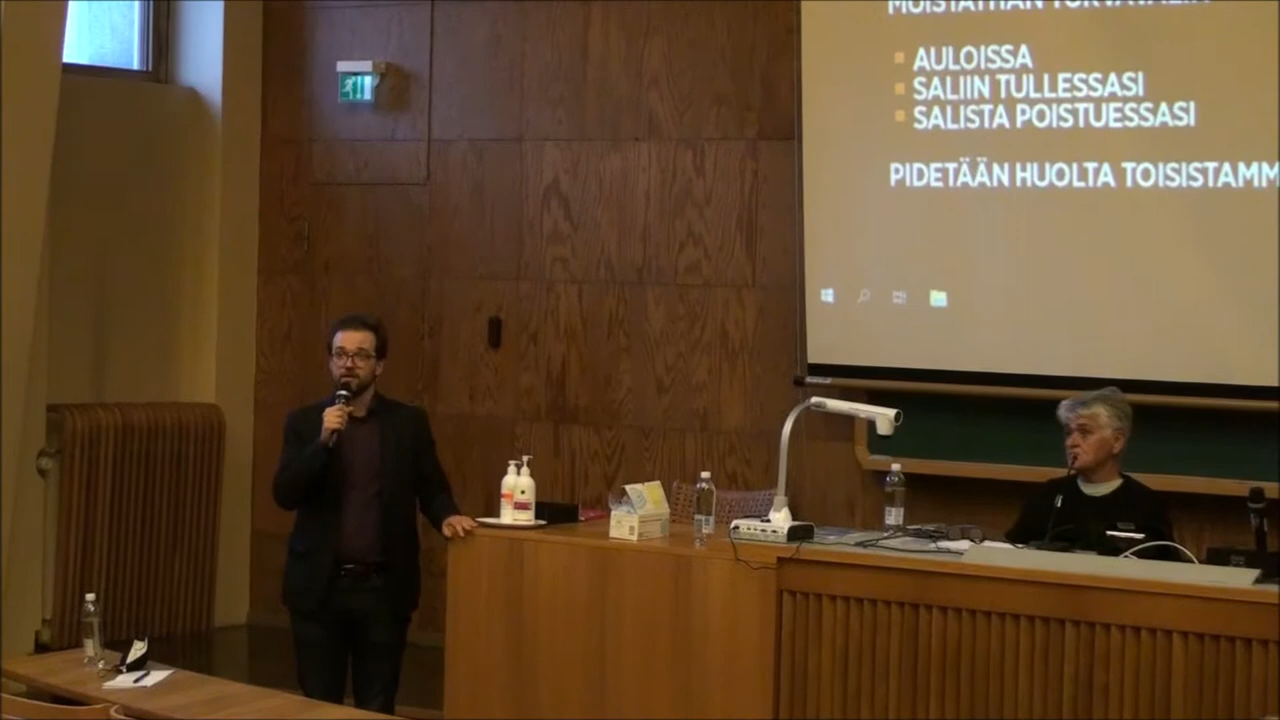 AULOISSA
SALIIN TULLESSASI
SALISTA POISTUESSASI
PIDETÄÄN HUOLTA TOISISTAMM